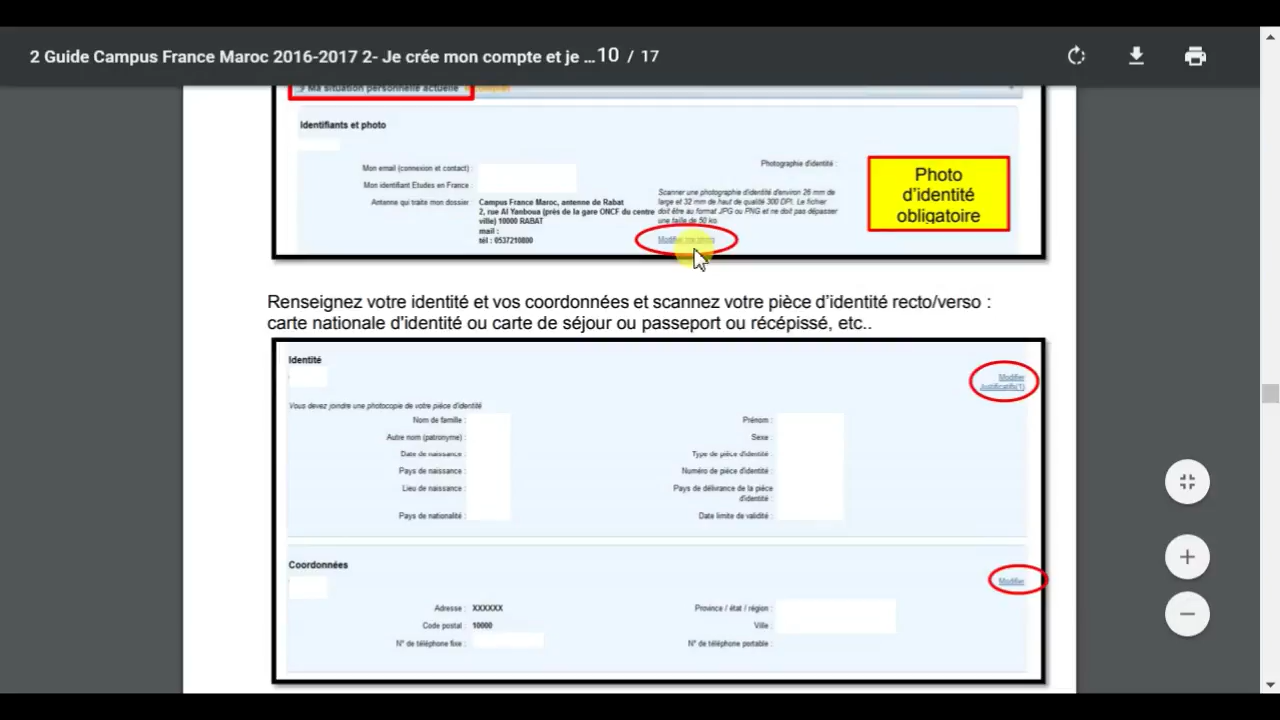 2 Guide Campus France Maroc 2016-2017 2- Je crée mon compte et je ... 10 / 17
Ma situation personnelle actuelle
Identifiants et photo
Mon email (connexion et contact) :
Photographie d'identité :
Mon identifiant Etudes en France :
Antenne qui traite mon dossier :
Campus France Maroc, antenne de Rabat
2, rue Al Yanboua (près de la gare ONCF du centre
ville) 10000 RABAT
mail :
tél : 0537210800
Scanner une photographie d'identité d'environ 26 mm de
large et 32 mm de haut de qualité 300 DPI. Le fichier
doit être au format JPG ou PNG et ne doit pas dépasser
une taille de 50 ko.
Modifier ma photo
Photo
d'identité
obligatoire
Renseignez votre identité et vos coordonnées et scannez votre pièce d'identité recto/verso :
carte nationale d'identité ou carte de séjour ou passeport ou récépissé, etc..
Identité
Modifier
Justificatifs(1)
Vous devez joindre une photocopie de votre pièce d'identité
Nom de famille :
Prénom :
Autre nom (patronyme) :
Sexe :
Date de naissance :
Type de pièce d'identité :
Pays de naissance :
Numéro de pièce d'identité :
Lieu de naissance :
Pays de délivrance de la pièce
d'identité :
Pays de nationalité :
Date limite de validité :
Coordonnées
Modifier
Adresse : XXXXXX
Province / état / région :
Code postal : 10000
Ville :
N° de téléphone fixe :
N° de téléphone portable :